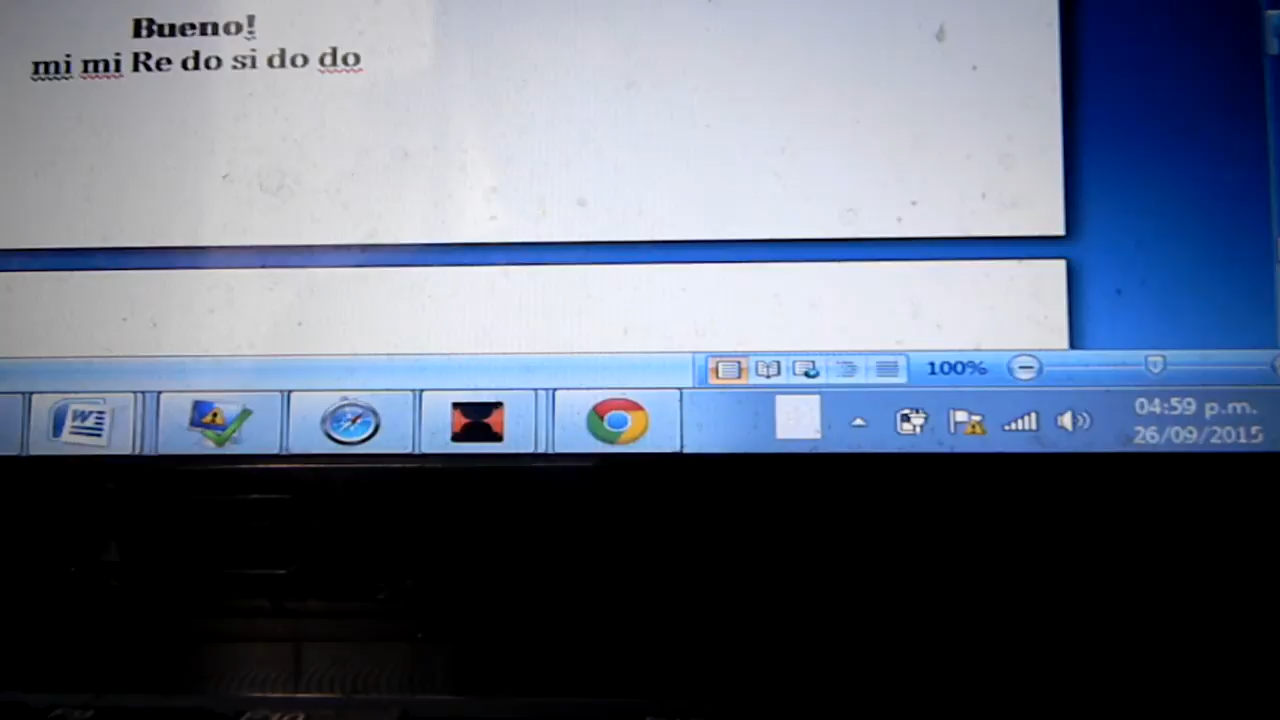 Bueno!
mi mi Re do si do do
100%
04:59 p.m.
26/09/2015